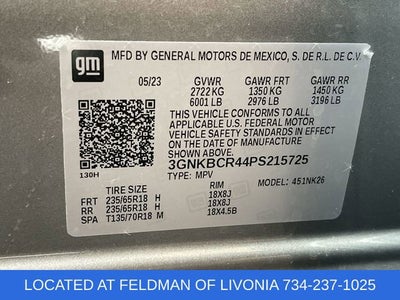 gm
MFD BY GENERAL MOTORS DE MEXICO, S. DE R.L. DE C.V.
05/23 GVWR GAWR FRT GAWR RR
2722 KG 1350 KG 1450 KG
6001 LB 2976 LB 3196 LB
THIS VEHICLE CONFORMS TO ALL
APPLICABLE U.S. FEDERAL MOTOR
VEHICLE SAFETY STANDARDS IN EFFECT
ON THE DATE OF MANUFACTURE
SHOWN ABOVE.
3GNKBCR44PS215725
130H TYPE: MPV MODEL: 451NK26
TIRE SIZE RIM
FRT 235/65R18 H 18X8J
RR 235/65R18 H 18X8J
SPA T135/70R18 M 18X4.5B
LOCATED AT FELDMAN OF LIVONIA 734-237-1025